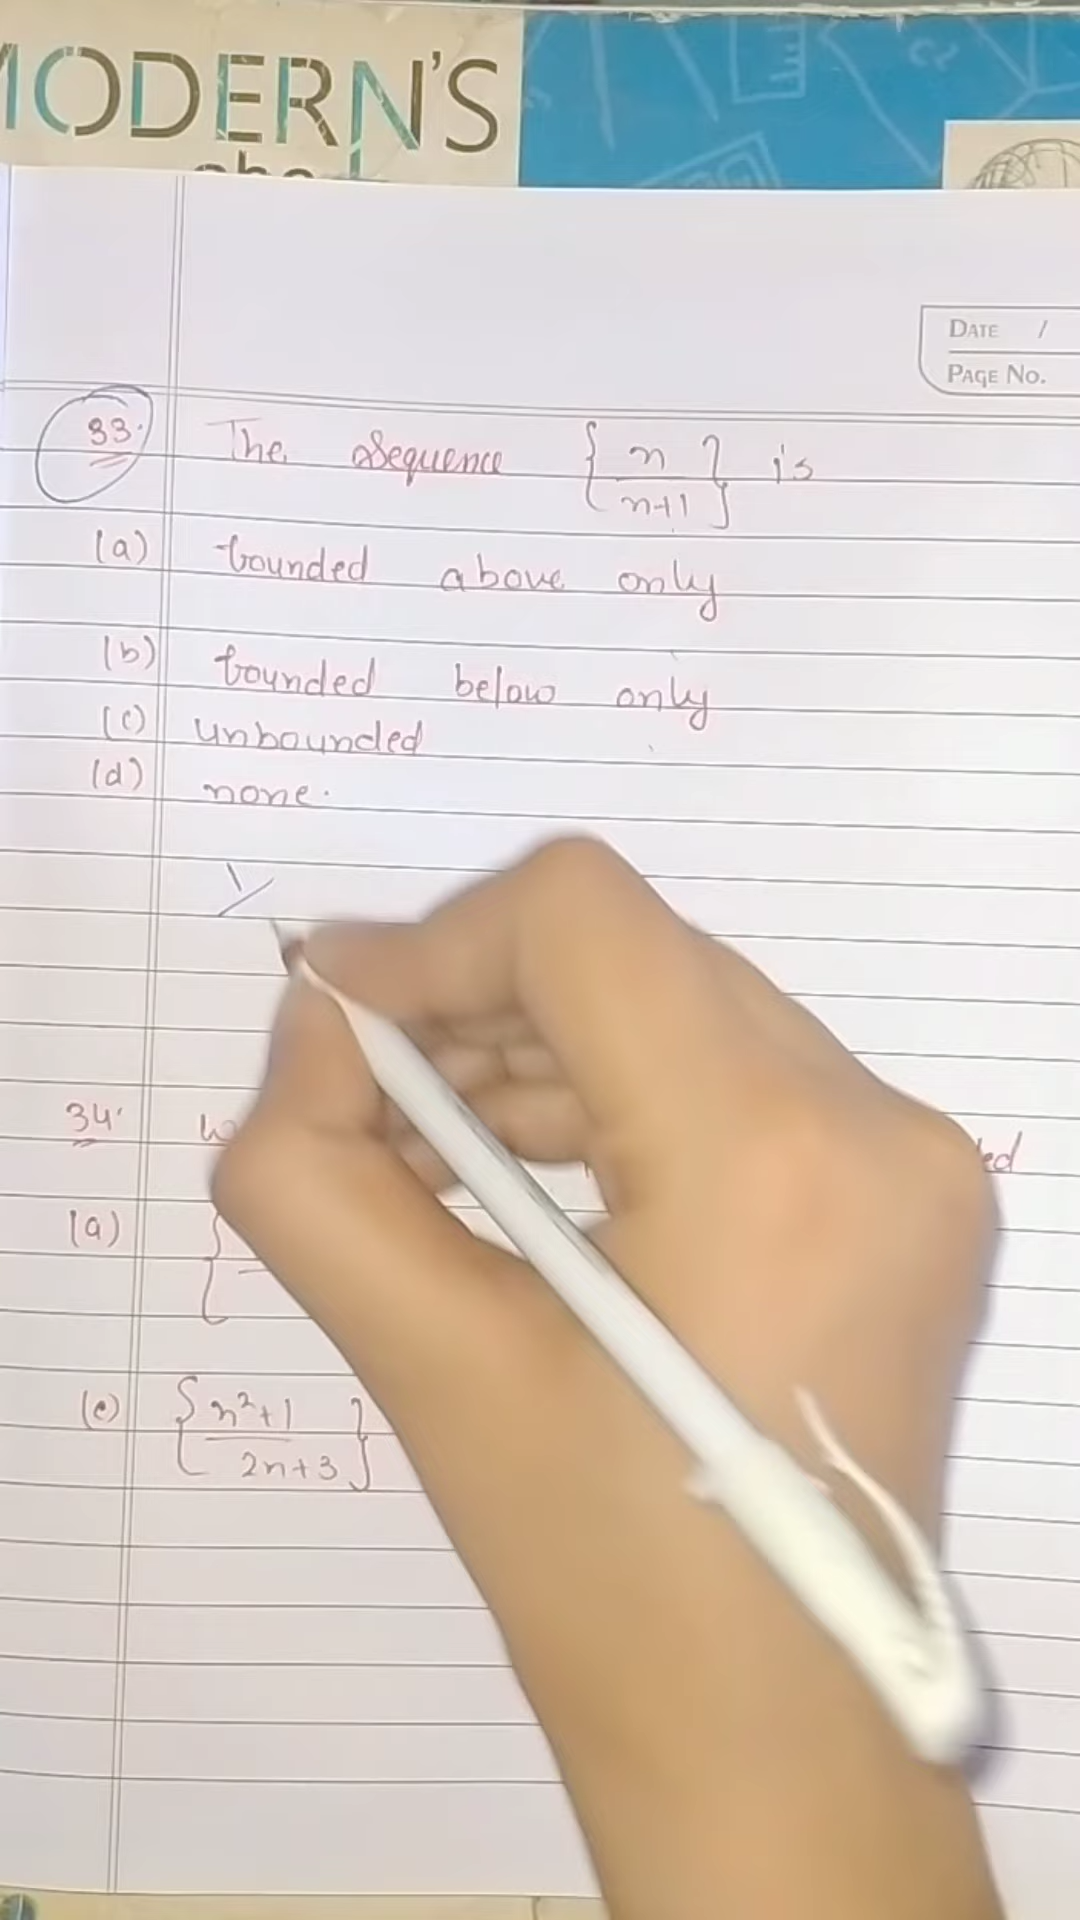 MODERN'S
DATE /
PAGE NO.
33. The sequence { n / n+1 } is
(a) bounded above only
(b) bounded below only
(c) unbounded
(d) none.
1/
34.
(a) {
(c) { n²+1 / 2n+3 }